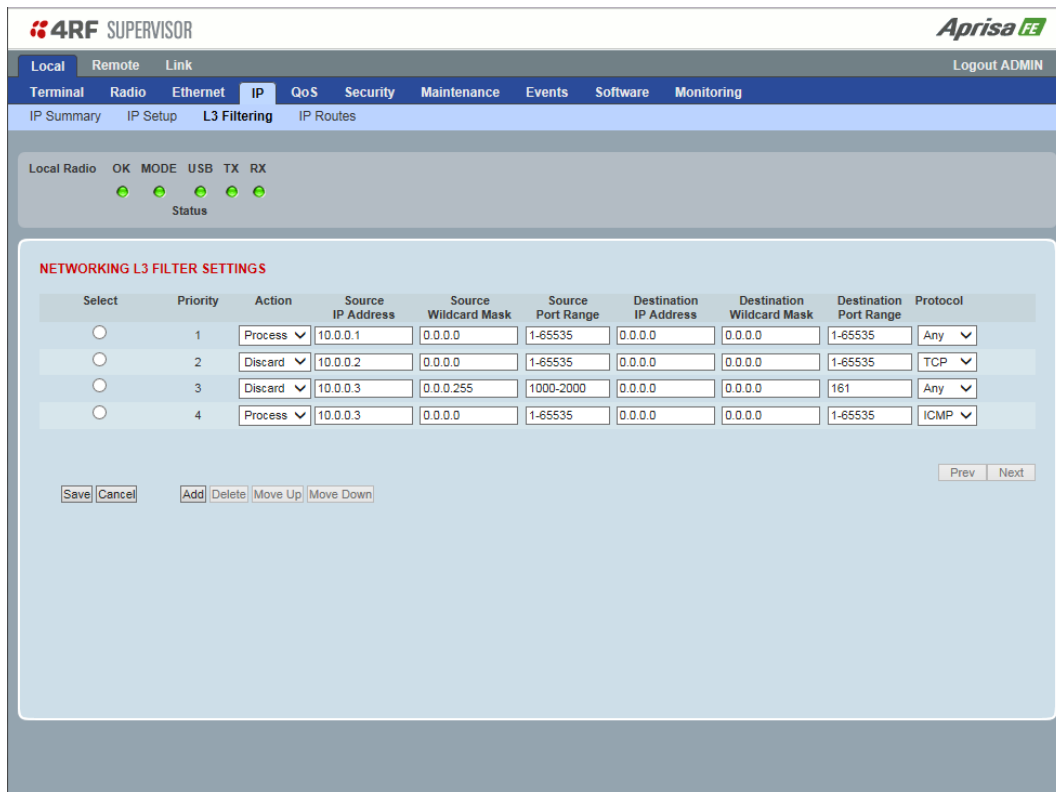 4RF SUPERVISOR
Aprisa FE
Local Remote Link Logout ADMIN
Terminal Radio Ethernet IP QoS Security Maintenance Events Software Monitoring
IP Summary IP Setup L3 Filtering IP Routes
Local Radio OK MODE USB TX RX
Status
NETWORKING L3 FILTER SETTINGS
Select Priority Action Source IP Address Source Wildcard Mask Source Port Range Destination IP Address Destination Wildcard Mask Destination Port Range Protocol
1 Process 10.0.0.1 0.0.0.0 1-65535 0.0.0.0 0.0.0.0 1-65535 Any
2 Discard 10.0.0.2 0.0.0.0 1-65535 0.0.0.0 0.0.0.0 1-65535 TCP
3 Discard 10.0.0.3 0.0.0.255 1000-2000 0.0.0.0 0.0.0.0 161 Any
4 Process 10.0.0.3 0.0.0.0 1-65535 0.0.0.0 0.0.0.0 1-65535 ICMP
Prev Next
Save Cancel Add Delete Move Up Move Down